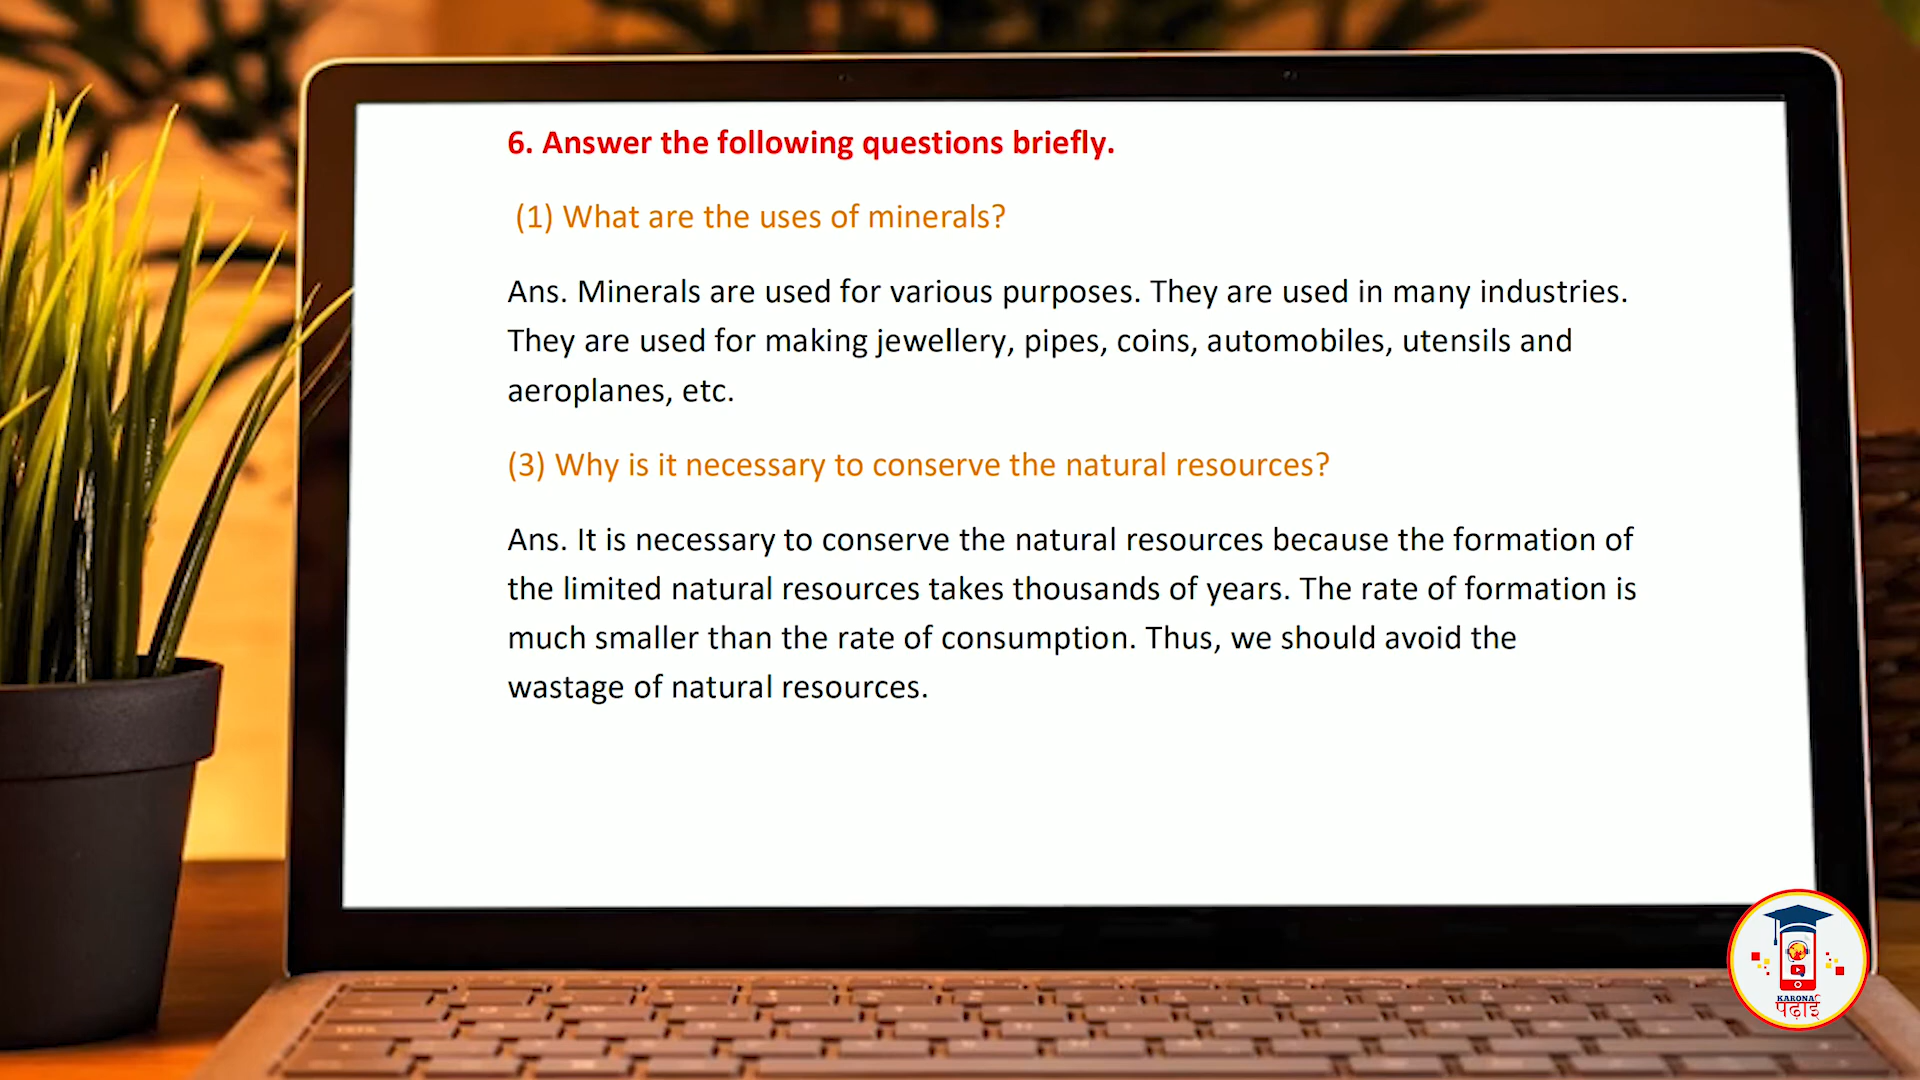 6. Answer the following questions briefly.
(1) What are the uses of minerals?
Ans. Minerals are used for various purposes. They are used in many industries.
They are used for making jewellery, pipes, coins, automobiles, utensils and
aeroplanes, etc.
(3) Why is it necessary to conserve the natural resources?
Ans. It is necessary to conserve the natural resources because the formation of
the limited natural resources takes thousands of years. The rate of formation is
much smaller than the rate of consumption. Thus, we should avoid the
wastage of natural resources.
KARONA
पढ़ाई